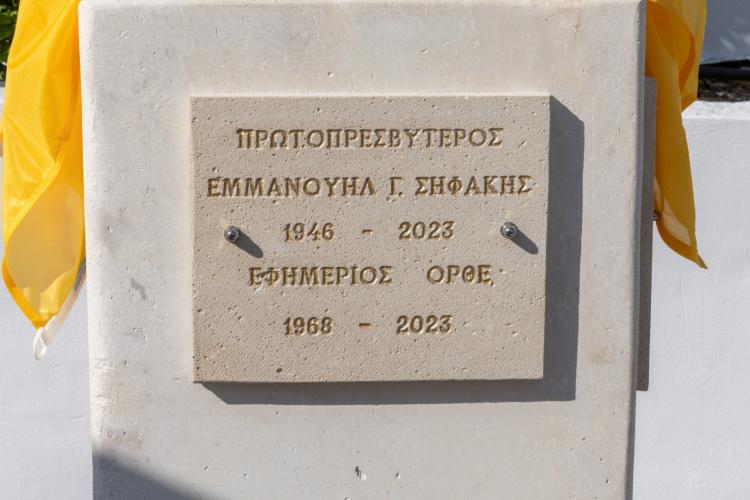 ΠΡΩΤΟΠΡΕΣΒΥΤΕΡΟΣ
ΕΜΜΑΝΟΥΗΛ Γ. ΣΗΦΑΚΗΣ
1946 - 2023
ΕΦΗΜΕΡΙΟΣ ΟΡΘΕ
1968 - 2023